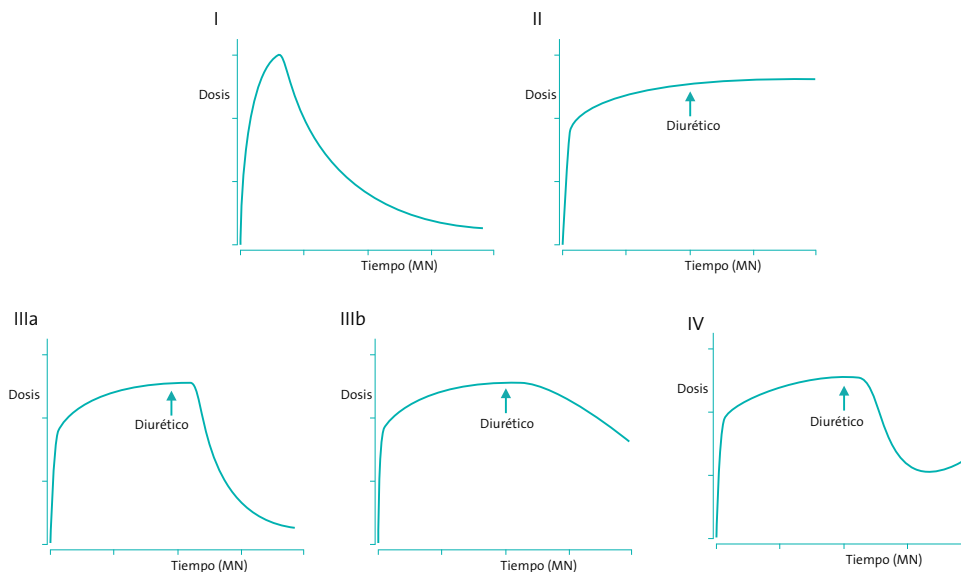 I
Dosis
Tiempo (MN)
II
Dosis
Diurético
Tiempo (MN)
IIIa
Dosis
Diurético
Tiempo (MN)
IIIb
Dosis
Diurético
Tiempo (MN)
IV
Dosis
Diurético
Tiempo (MN)